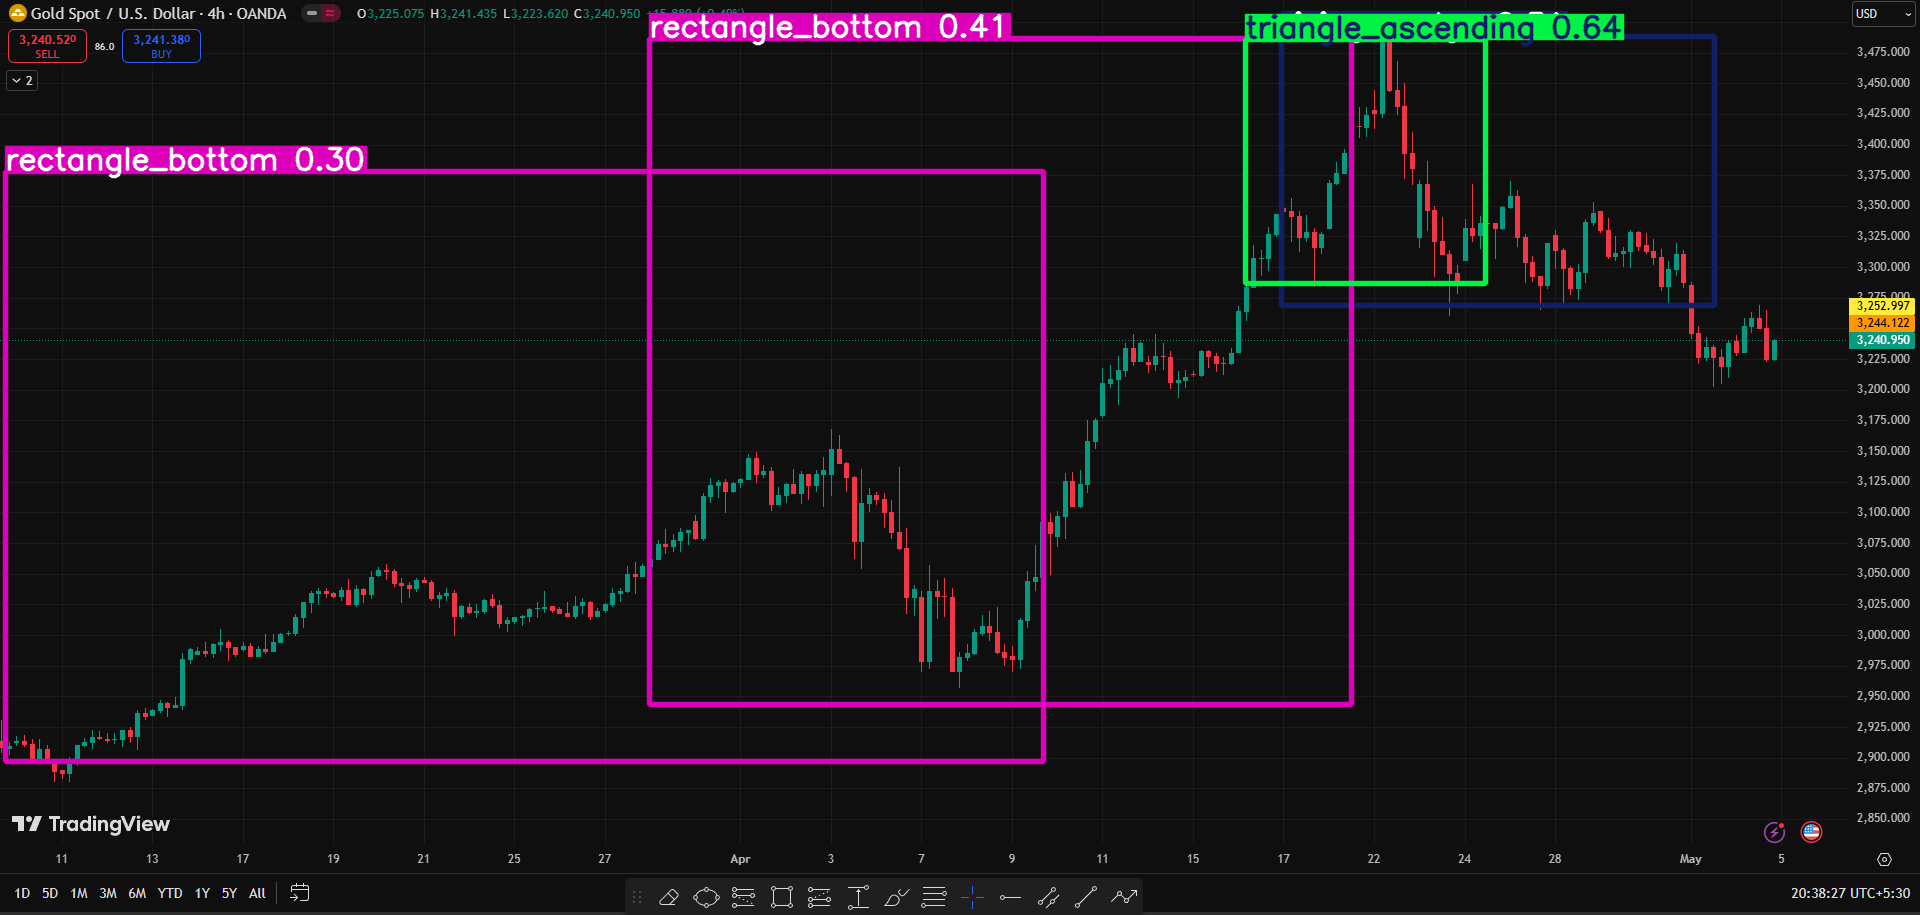 Gold Spot / U.S. Dollar · 4h · OANDA
O3,225.075 H3,241.435 L3,223.620 C3,240.950
3,240.520 SELL
86.0
3,241.380 BUY
2
USD
rectangle_bottom 0.41
triangle_ascending 0.64
rectangle_bottom 0.30
3,475.000
3,450.000
3,425.000
3,400.000
3,375.000
3,350.000
3,325.000
3,300.000
3,275.000
3,252.997
3,244.122
3,240.950
3,225.000
3,200.000
3,175.000
3,150.000
3,125.000
3,100.000
3,075.000
3,050.000
3,025.000
3,000.000
2,975.000
2,950.000
2,925.000
2,900.000
2,875.000
2,850.000
TradingView
11 13 17 19 21 25 27 Apr 3 7 9 11 15 17 22 24 28 May 5
1D 5D 1M 3M 6M YTD 1Y 5Y All
20:38:27 UTC+5:30